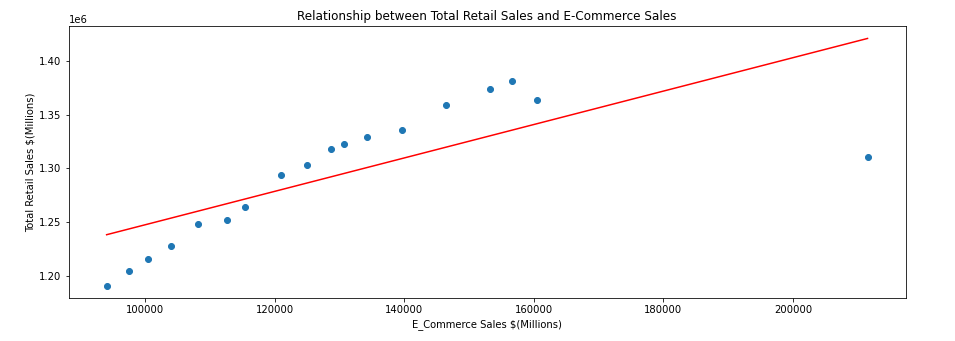 Relationship between Total Retail Sales and E-Commerce Sales
1e6
1.40
1.35
1.30
1.25
1.20
Total Retail Sales $(Millions)
100000 120000 140000 160000 180000 200000
E_Commerce Sales $(Millions)